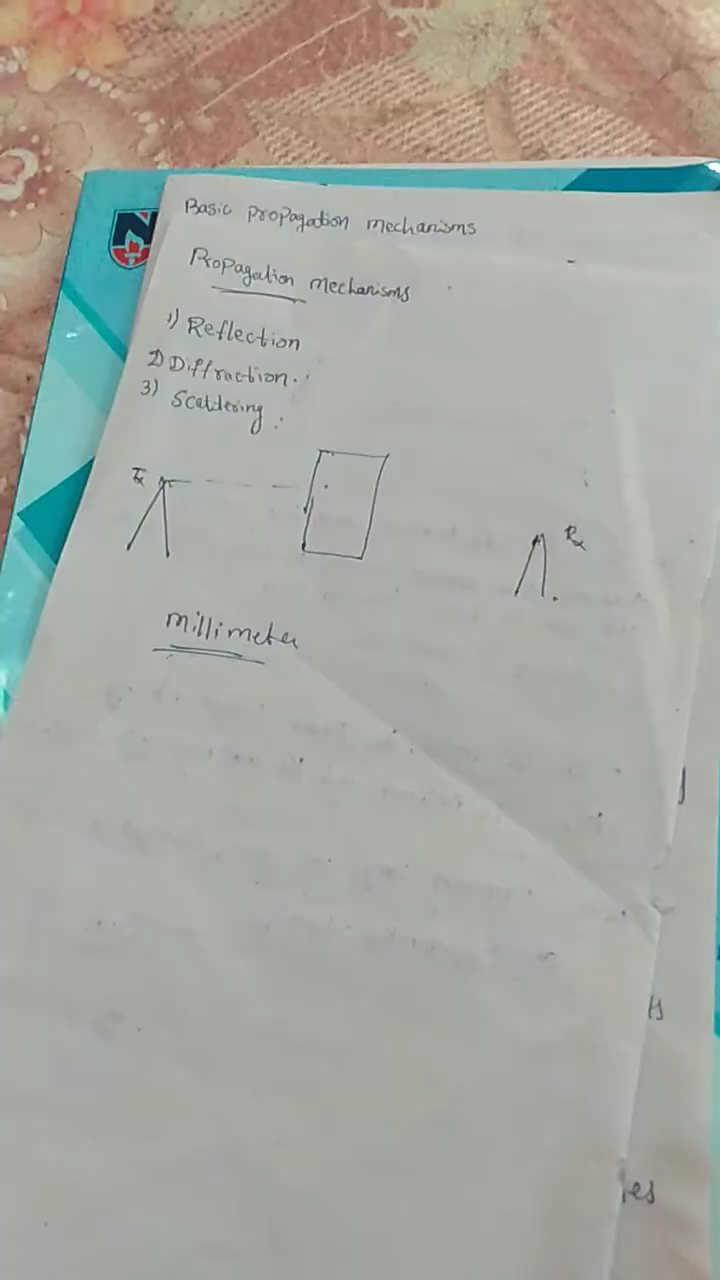 N
Basic propagation mechanisms
Propagation mechanisms
1) Reflection
2) Diffraction.
3) Scattering.
Tx
Rx
millimeter